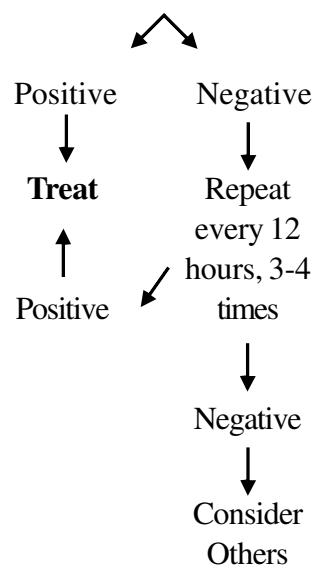 Positive
Negative
Treat
Repeat
every 12
hours, 3-4
times
Positive
Negative
Consider
Others